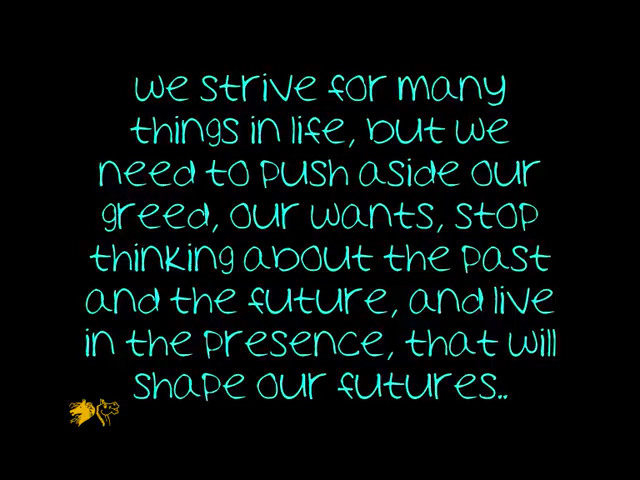 we strive for many
things in life, but we
need to push aside our
greed, our wants, stop
thinking about the past
and the future, and live
in the presence, that will
shape our futures..